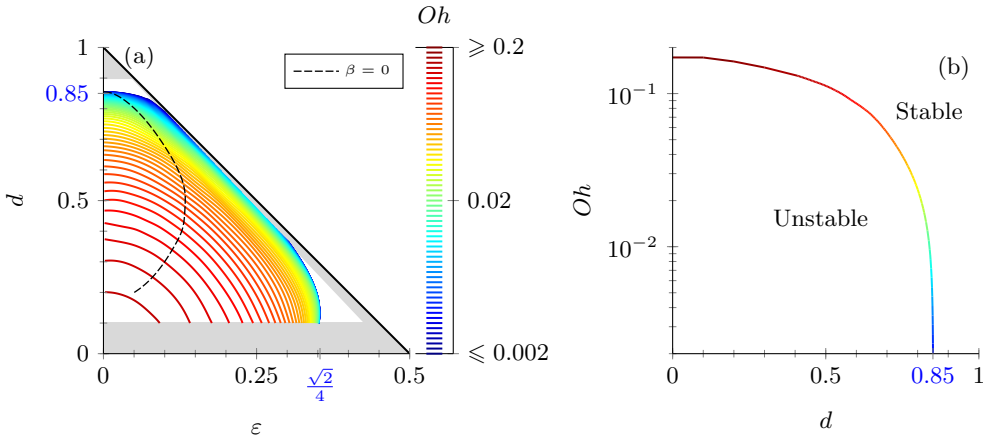 Oh
1
(a)
β = 0
⩾ 0.2
0.85
d
0.5
0.02
0
⩽ 0.002
0
0.25
√2/4
0.5
ε
(b)
10⁻¹
Stable
Oh
Unstable
10⁻²
0
0.5
0.85
1
d